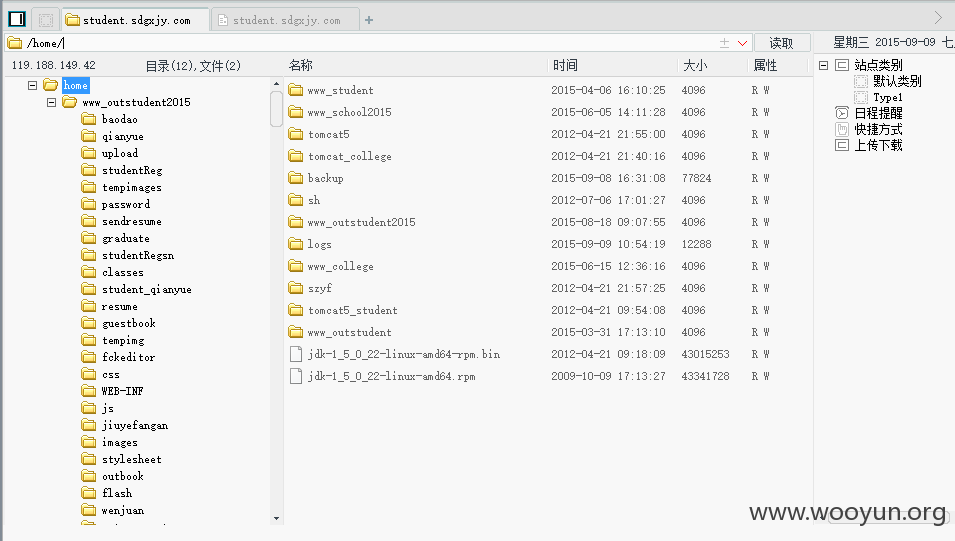 student.sdgxjy.com student.sdgxjy.com
/home/ 读取 星期三 2015-09-09 七
119.188.149.42 目录(12),文件(2) 名称 时间 大小 属性
home
www_outstudent2015
baodao
qianyue
upload
studentReg
tempimages
password
sendresume
graduate
studentRegsn
classes
student_qianyue
resume
guestbook
tempimg
fckeditor
css
WEB-INF
js
jiuyefangan
images
stylesheet
outbook
flash
wenjuan
www_student 2015-04-06 16:10:25 4096 R W
www_school2015 2015-06-05 14:11:28 4096 R W
tomcat5 2012-04-21 21:55:00 4096 R W
tomcat_college 2012-04-21 21:40:16 4096 R W
backup 2015-09-08 16:31:08 77824 R W
sh 2012-07-06 17:01:27 4096 R W
www_outstudent2015 2015-08-18 09:07:55 4096 R W
logs 2015-09-09 10:54:19 12288 R W
www_college 2015-06-15 12:36:16 4096 R W
szyf 2012-04-21 21:57:25 4096 R W
tomcat5_student 2012-04-21 09:54:08 4096 R W
www_outstudent 2015-03-31 17:13:10 4096 R W
jdk-1_5_0_22-linux-amd64-rpm.bin 2012-04-21 09:18:09 43015253 R W
jdk-1_5_0_22-linux-amd64.rpm 2009-10-09 17:13:27 43341728 R W
站点类别
默认类别
Type1
日程提醒
快捷方式
上传下载
www.wooyun.org